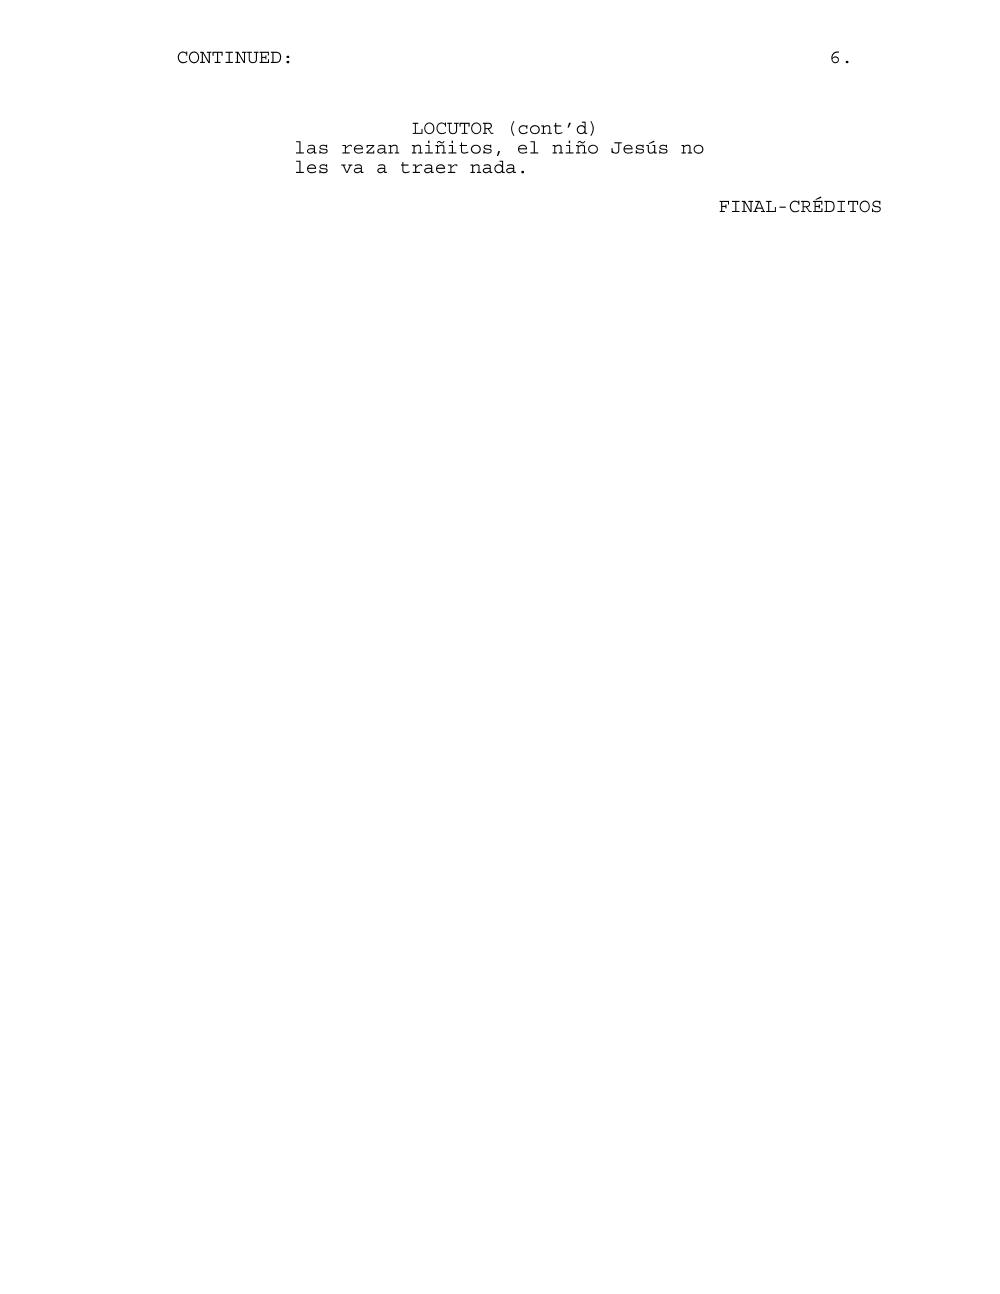 CONTINUED: 6.
LOCUTOR (cont’d)
las rezan niñitos, el niño Jesús no
les va a traer nada.
FINAL-CRÉDITOS